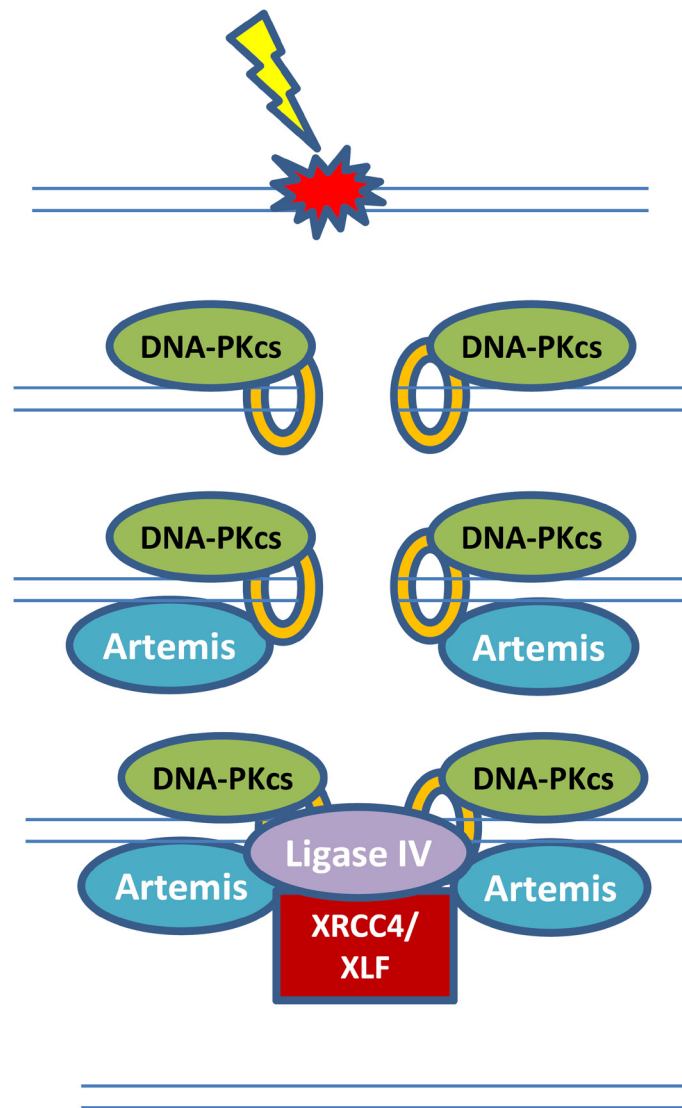 DNA-PKcs DNA-PKcs
DNA-PKcs DNA-PKcs
Artemis Artemis
DNA-PKcs DNA-PKcs
Ligase IV
Artemis Artemis
XRCC4/
XLF